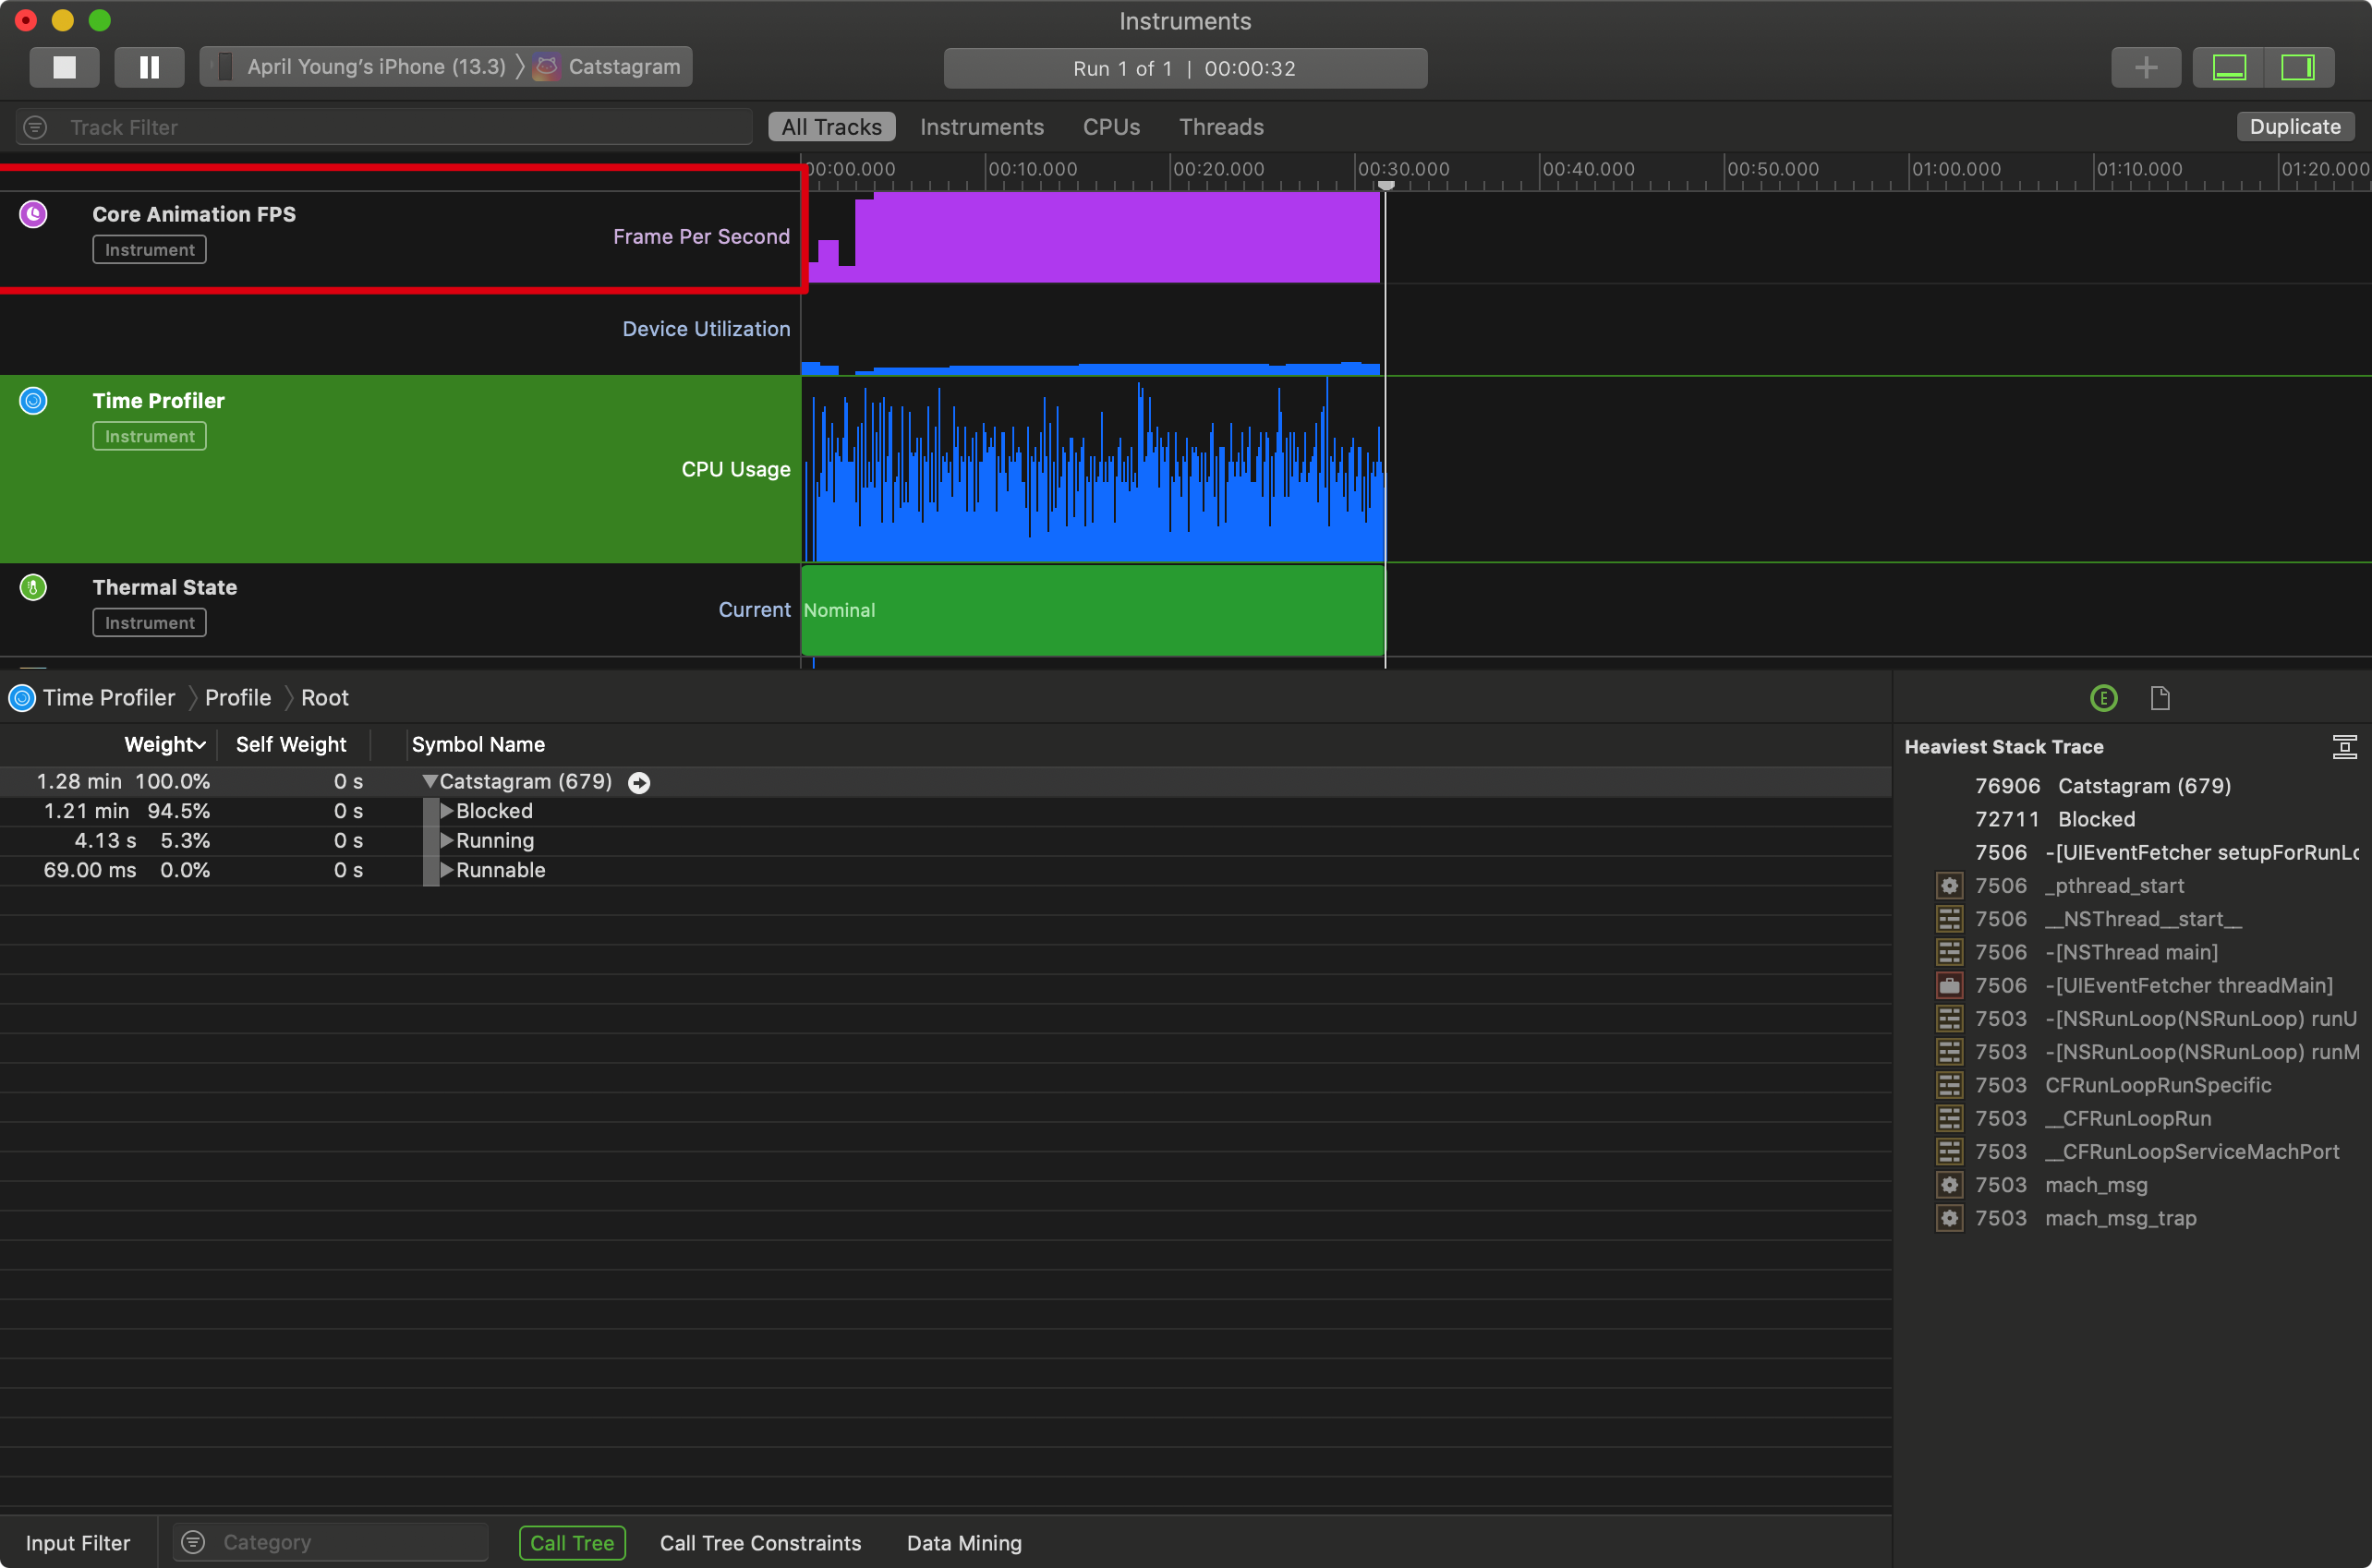 Instruments
April Young’s iPhone (13.3) Catstagram
Run 1 of 1 | 00:00:32
Track Filter
All Tracks Instruments CPUs Threads
Duplicate
00:00.000 00:10.000 00:20.000 00:30.000 00:40.000 00:50.000 01:00.000 01:10.000 01:20.000
Core Animation FPS
Instrument
Frame Per Second
Device Utilization
Time Profiler
Instrument
CPU Usage
Thermal State
Instrument
Current
Nominal
Time Profiler Profile Root
Weight Self Weight Symbol Name
1.28 min 100.0% 0 s Catstagram (679)
1.21 min 94.5% 0 s Blocked
4.13 s 5.3% 0 s Running
69.00 ms 0.0% 0 s Runnable
E
Heaviest Stack Trace
76906 Catstagram (679)
72711 Blocked
7506 -[UIEventFetcher setupForRunLo
7506 _pthread_start
7506 __NSThread__start__
7506 -[NSThread main]
7506 -[UIEventFetcher threadMain]
7503 -[NSRunLoop(NSRunLoop) runU
7503 -[NSRunLoop(NSRunLoop) runM
7503 CFRunLoopRunSpecific
7503 __CFRunLoopRun
7503 __CFRunLoopServiceMachPort
7503 mach_msg
7503 mach_msg_trap
Input Filter
Category
Call Tree
Call Tree Constraints
Data Mining